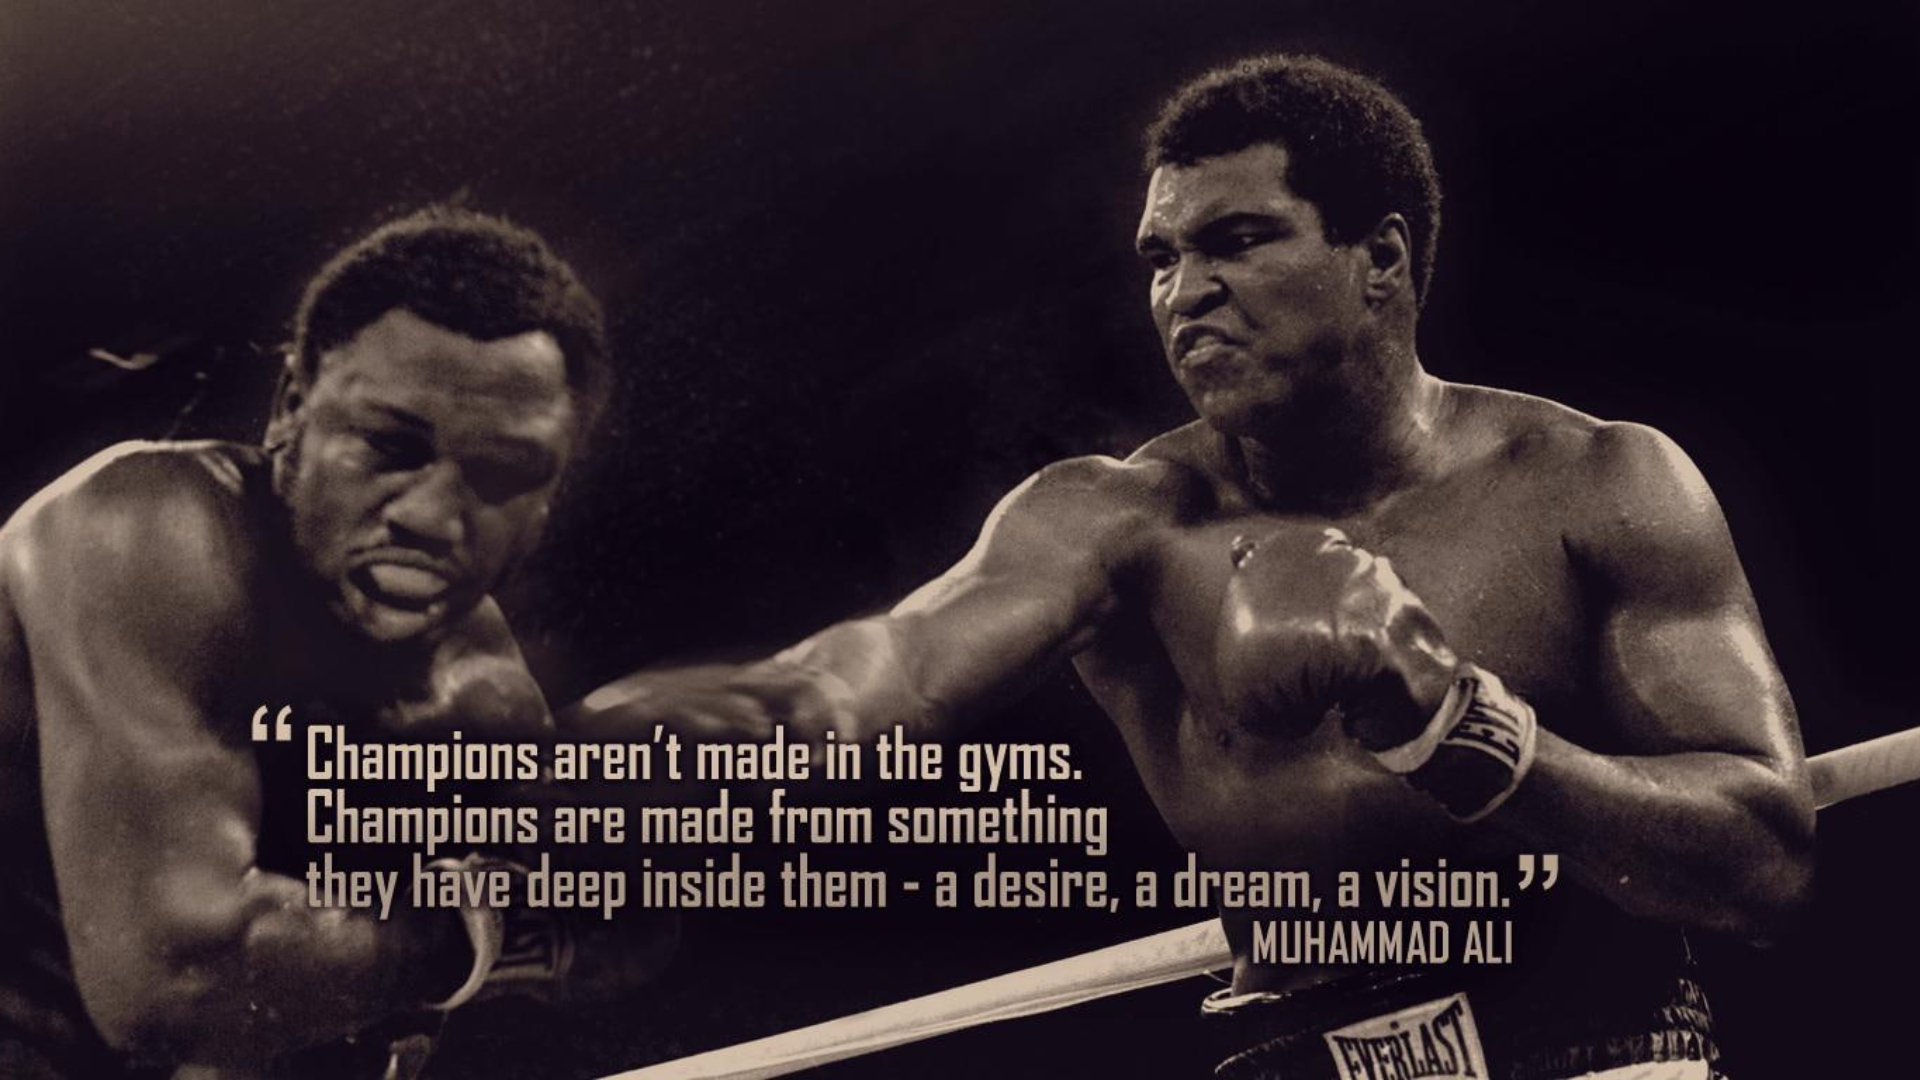 “Champions aren’t made in the gyms.
Champions are made from something
they have deep inside them - a desire, a dream, a vision.”
MUHAMMAD ALI
EVERLAST